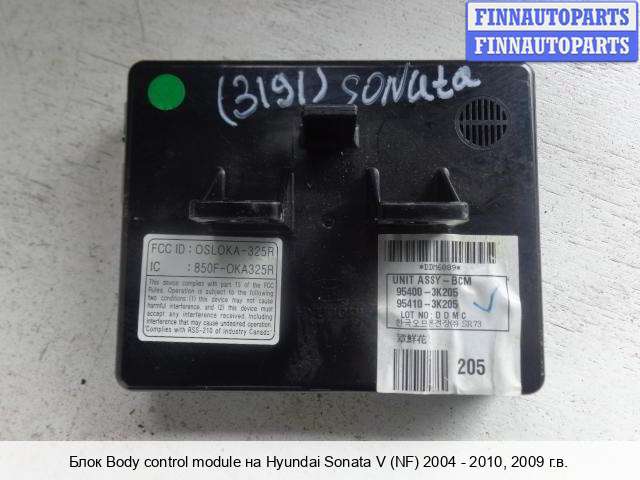 FINNAUTOPARTS
FINNAUTOPARTS
(3191) SONAta
FCC ID : OSLOKA-325R
IC : 850F-OKA325R
This device complies with part 15 of the FCC
Rules. Operation is subject to the following
two conditions: (1) this device may not cause
harmful interference, and (2) this device must
accept any interference received, including
interference that may cause undesired operation.
Complies with RSS-210 of Industry Canada.
UNIT ASSY-BCM
95400-3K205
95410-3K205
LOT NO: D D M C
205
Блок Body control module на Hyundai Sonata V (NF) 2004 - 2010, 2009 г.в.